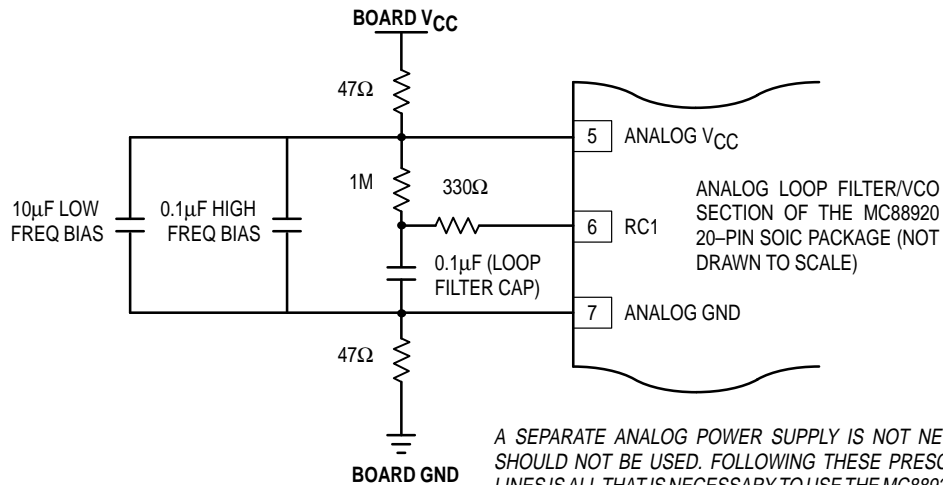 BOARD VCC
47Ω
5 ANALOG VCC
1M
330Ω
10μF LOW
FREQ BIAS
0.1μF HIGH
FREQ BIAS
6 RC1
ANALOG LOOP FILTER/VCO
SECTION OF THE MC88920
20–PIN SOIC PACKAGE (NOT
DRAWN TO SCALE)
0.1μF (LOOP
FILTER CAP)
7 ANALOG GND
47Ω
BOARD GND
A SEPARATE ANALOG POWER SUPPLY IS NOT
SHOULD NOT BE USED. FOLLOWING THESE
LINES IS ALL THAT IS NECESSARY TO USE THE